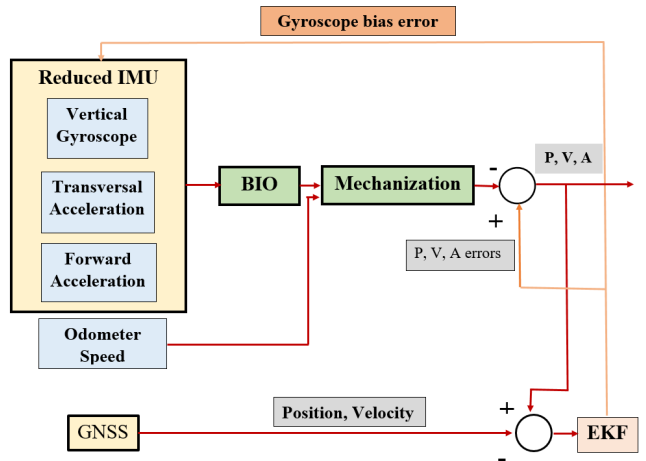 Gyroscope bias error
Reduced IMU
Vertical
Gyroscope
Transversal
Acceleration
Forward
Acceleration
Odometer
Speed
BIO
Mechanization
-
+
P, V, A
P, V, A errors
GNSS
Position, Velocity
+
-
EKF